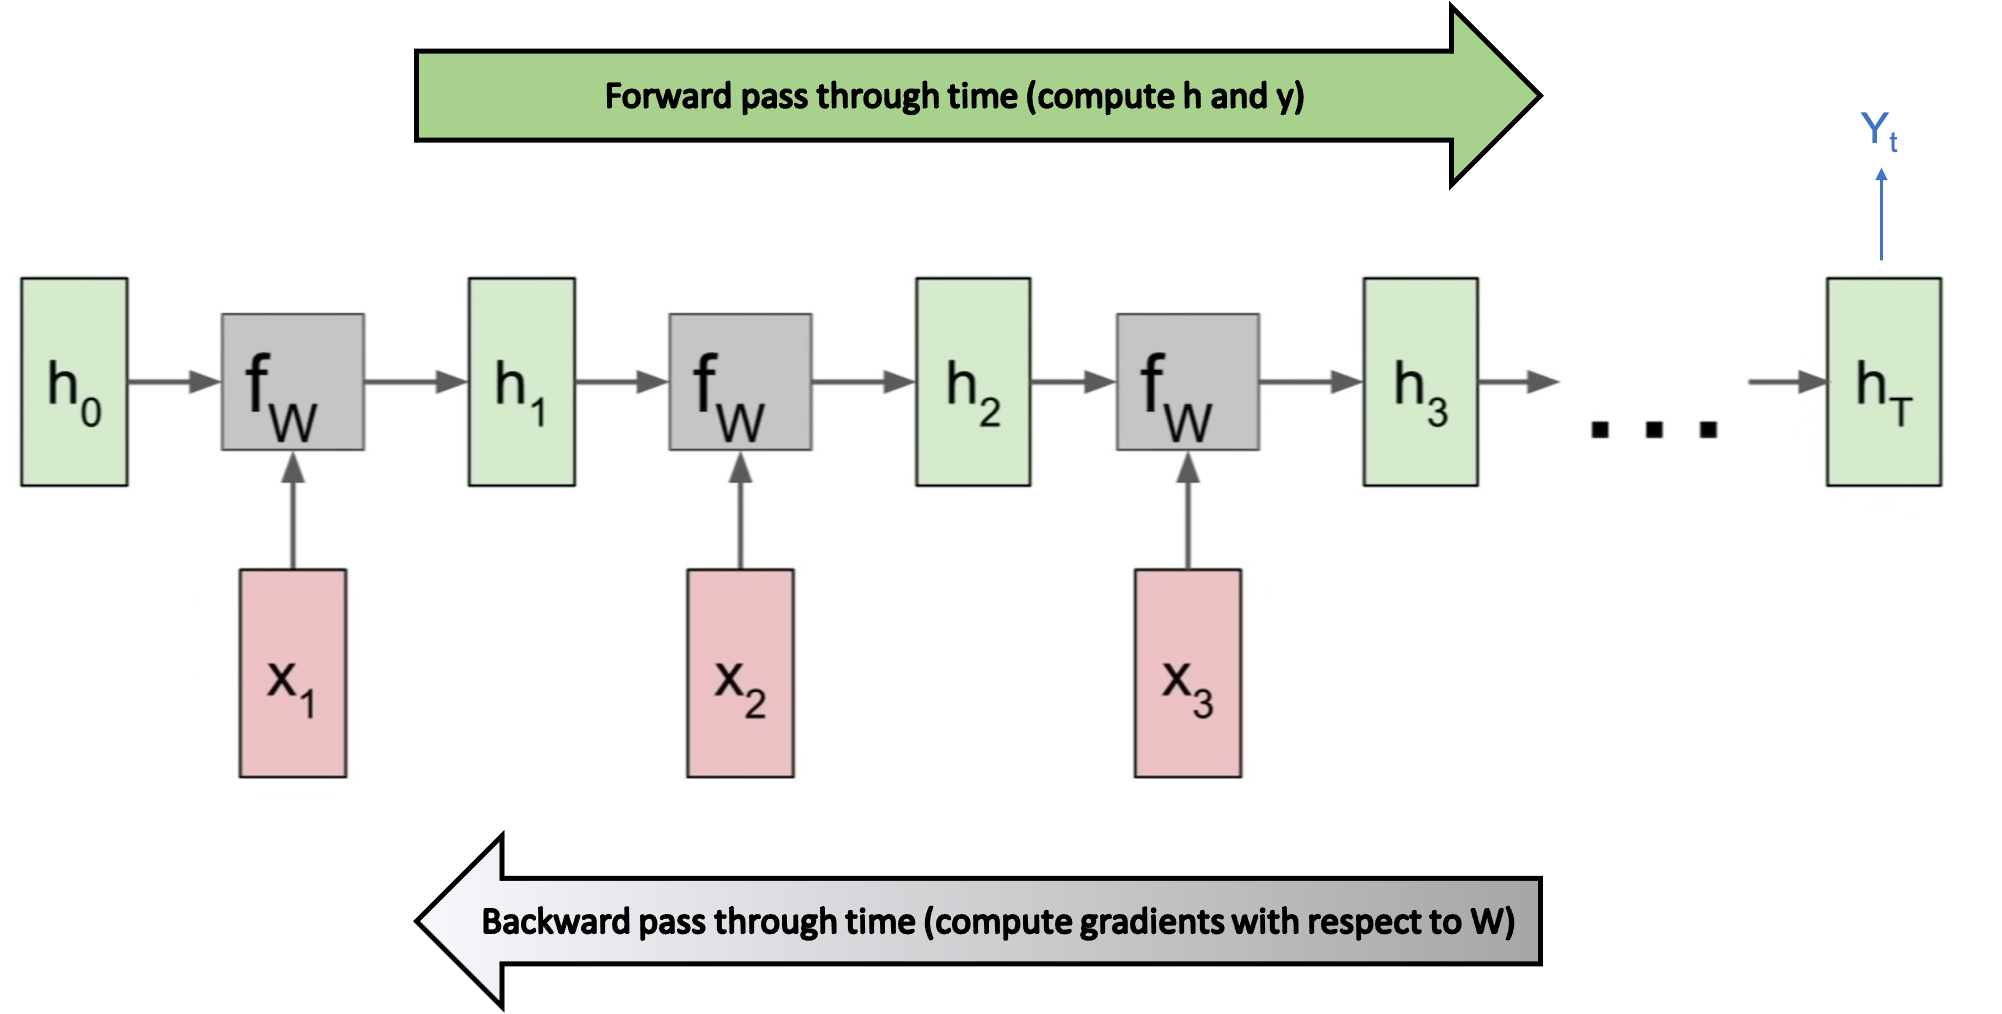 Forward pass through time (compute h and y)
Yt
h0
fW
h1
fW
h2
fW
h3
...
hT
x1
x2
x3
Backward pass through time (compute gradients with respect to W)